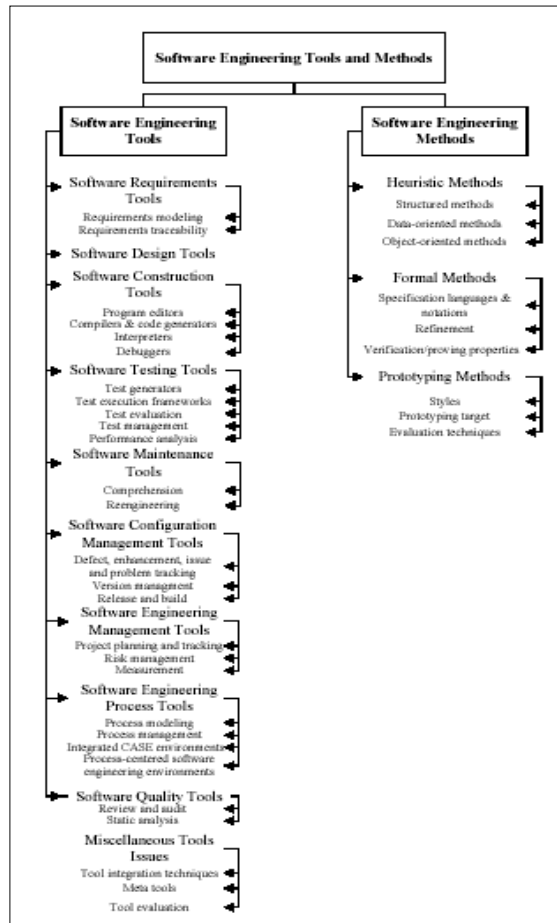 Software Engineering Tools and Methods
Software Engineering
Tools
Software Requirements
Tools
Requirements modeling
Requirements traceability
Software Design Tools
Software Construction
Tools
Program editors
Compilers & code generators
Interpreters
Debuggers
Software Testing Tools
Test generators
Test execution frameworks
Test evaluation
Test management
Performance analysis
Software Maintenance
Tools
Comprehension
Reengineering
Software Configuration
Management Tools
Defect, enhancement, issue
and problem tracking
Version managment
Release and build
Software Engineering
Management Tools
Project planning and tracking
Risk management
Measurement
Software Engineering
Process Tools
Process modeling
Process management
Integrated CASE environments
Process-centered software
engineering environments
Software Quality Tools
Review and audit
Static analysis
Miscellaneous Tools
Issues
Tool integration techniques
Meta tools
Tool evaluation
Software Engineering
Methods
Heuristic Methods
Structured methods
Data-oriented methods
Object-oriented methods
Formal Methods
Specification languages &
notations
Refinement
Verification/proving properties
Prototyping Methods
Styles
Prototyping target
Evaluation techniques